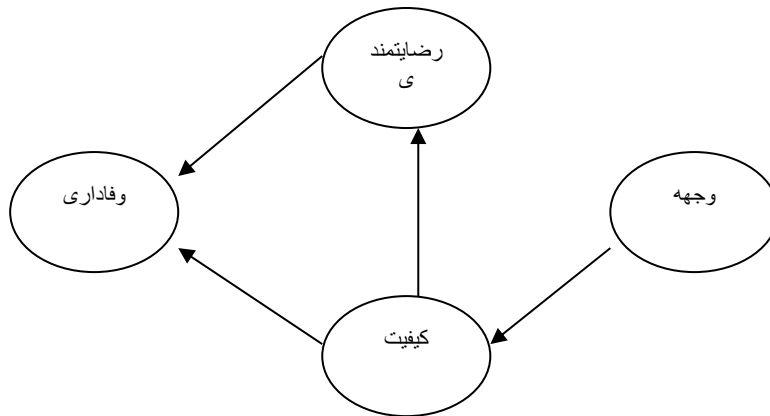 رضایتمند
ی
وجهه
وفاداری
کیفیت